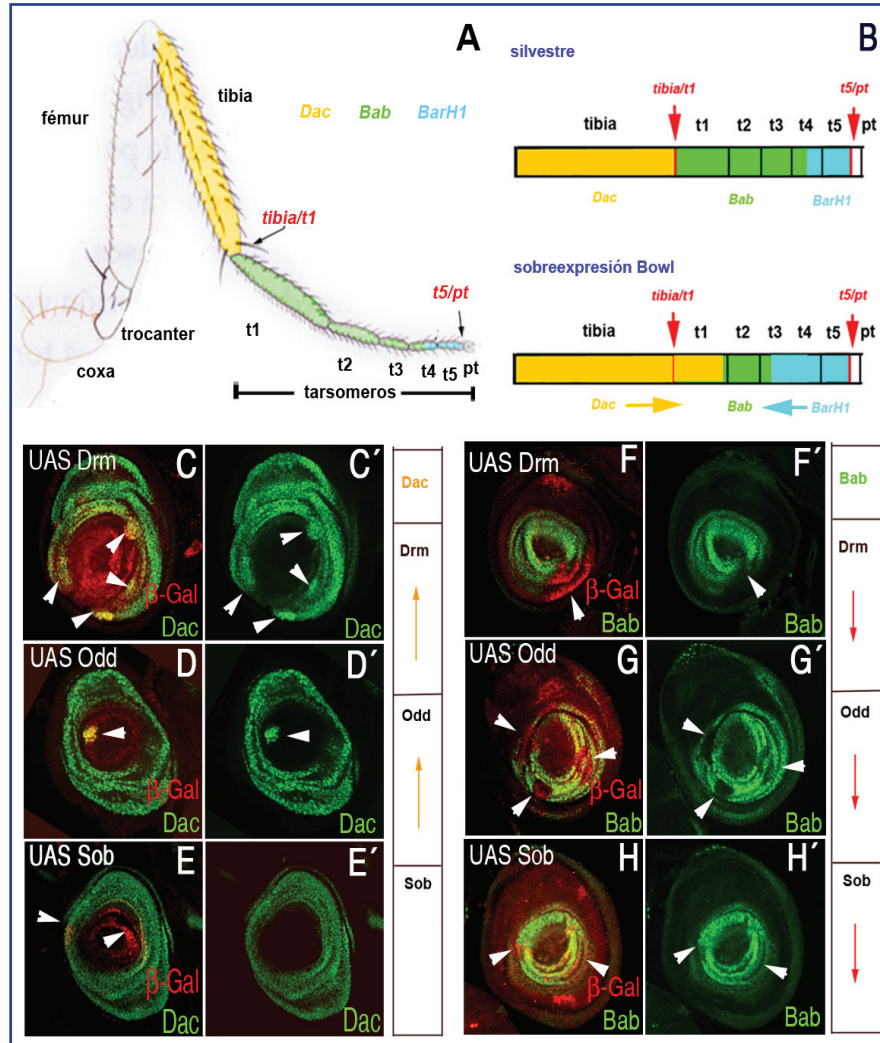 A
fémur
tibia
Dac Bab BarH1
tibia/t1
t5/pt
trocanter
coxa
t1
t2
t3
t4
t5
pt
tarsomeros
B
silvestre
tibia/t1
t5/pt
tibia t1 t2 t3 t4 t5 pt
Dac Bab BarH1
sobreexpresión Bowl
tibia/t1
t5/pt
tibia t1 t2 t3 t4 t5 pt
Dac Bab BarH1
UAS Drm C
β-Gal
Dac
C´
Dac
Dac
Drm
UAS Odd D
β-Gal
Dac
D´
Dac
Odd
UAS Sob E
β-Gal
Dac
E´
Dac
Sob
UAS Drm F
β-Gal
Bab
F´
Bab
Bab
Drm
UAS Odd G
β-Gal
Bab
G´
Bab
Odd
UAS Sob H
β-Gal
Bab
H´
Bab
Sob